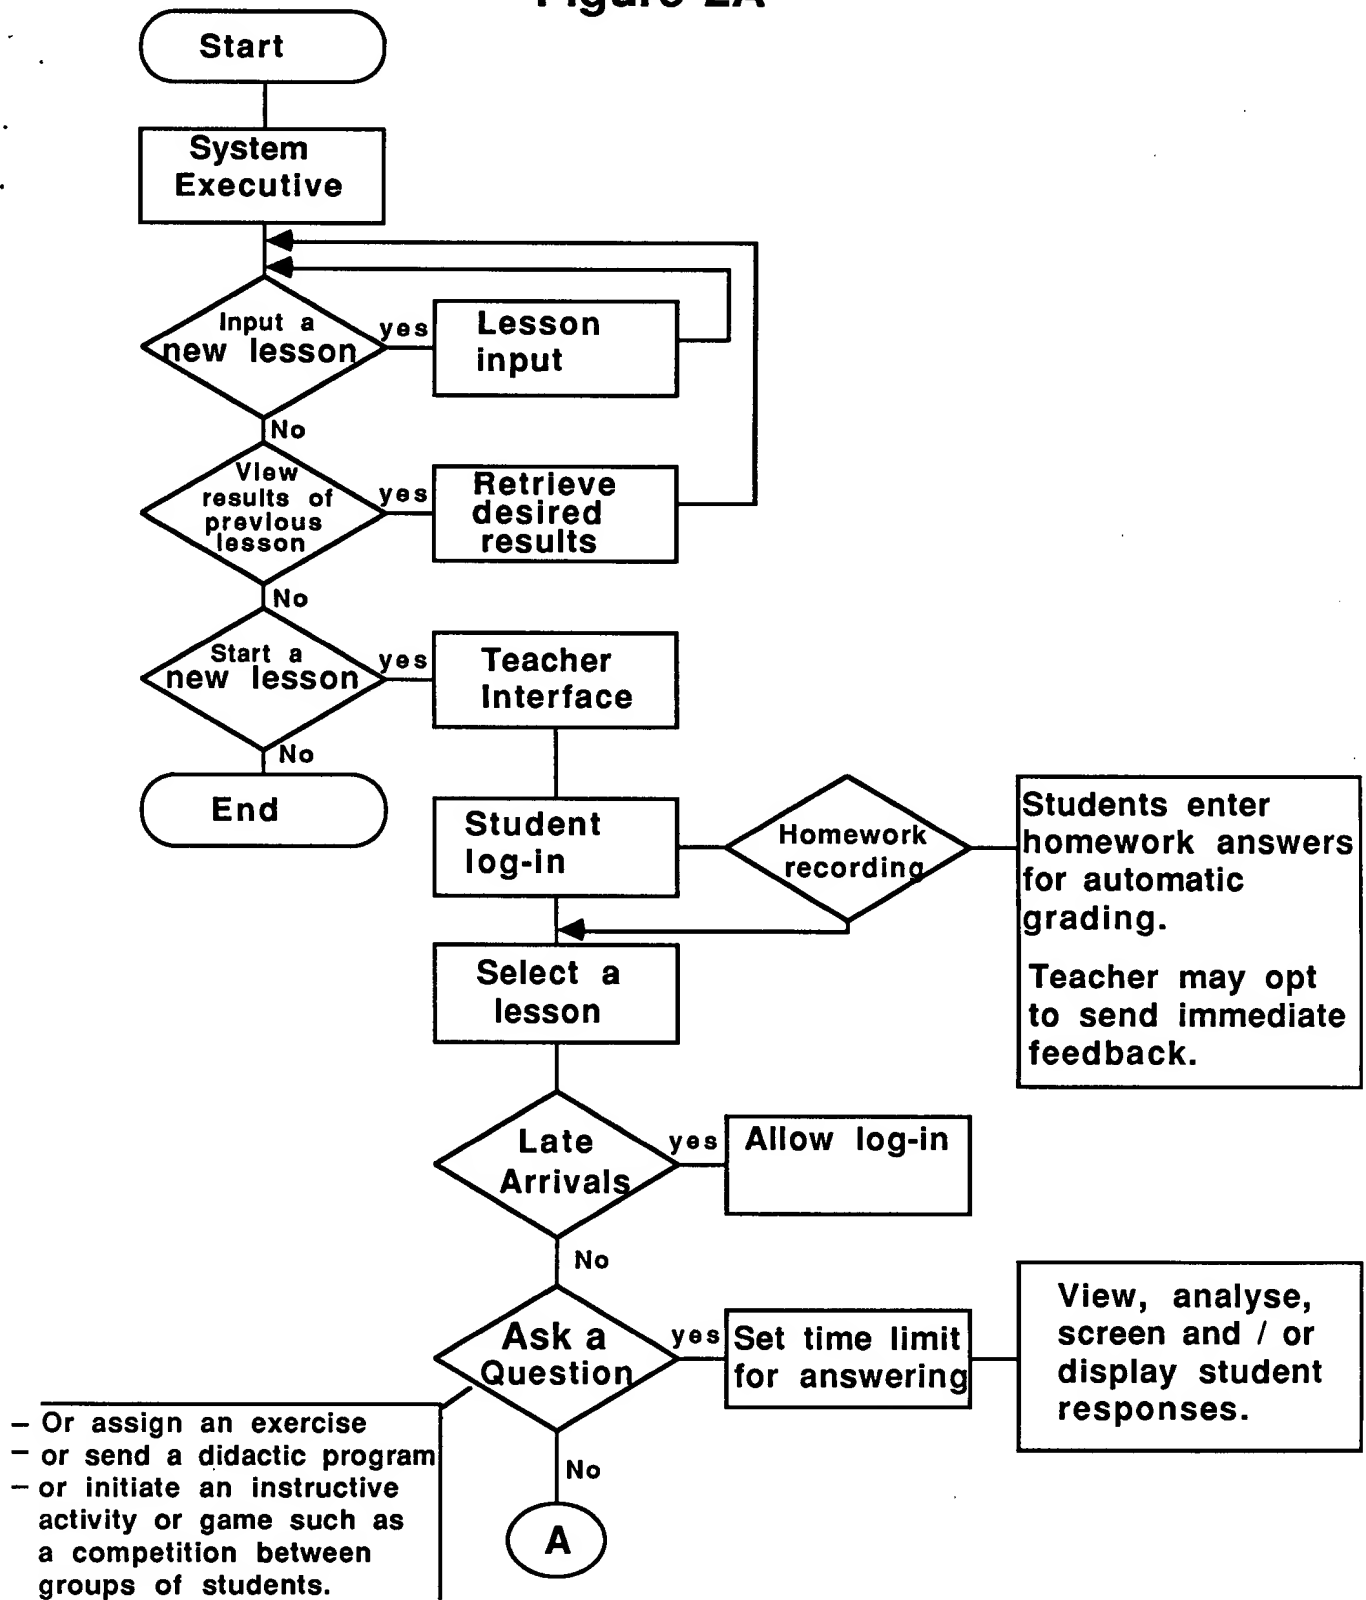 Figure 2A
Start
System
Executive
Input a
new lesson
yes
Lesson
input
No
View
results of
previous
lesson
yes
Retrieve
desired
results
No
Start a
new lesson
yes
Teacher
Interface
No
End
Student
log-in
Homework
recording
Students enter
homework answers
for automatic
grading.
Teacher may opt
to send immediate
feedback.
Select a
lesson
Late
Arrivals
yes
Allow log-in
No
Ask a
Question
yes
Set time limit
for answering
View, analyse,
screen and / or
display student
responses.
– Or assign an exercise
– or send a didactic program
– or initiate an instructive
activity or game such as
a competition between
groups of students.
No
A